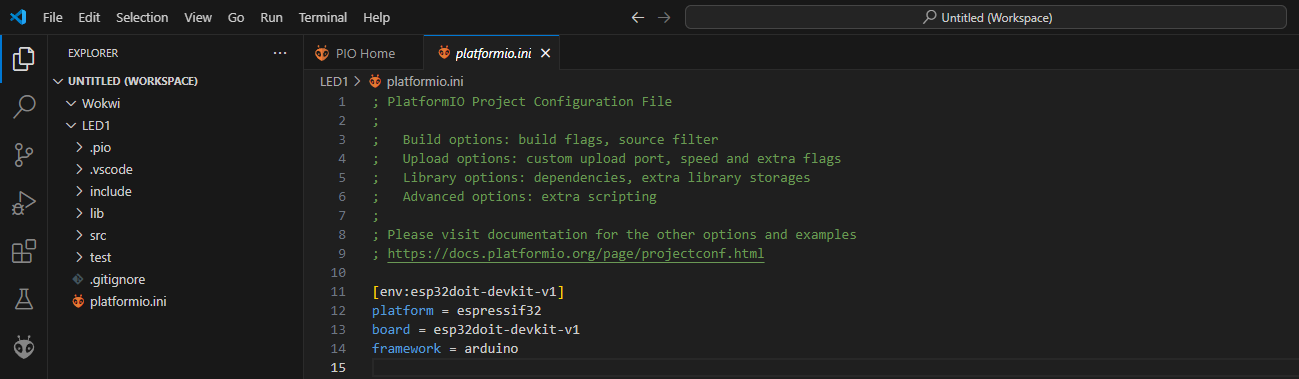 File Edit Selection View Go Run Terminal Help
Untitled (Workspace)
EXPLORER
UNTITLED (WORKSPACE)
Wokwi
LED1
.pio
.vscode
include
lib
src
test
.gitignore
platformio.ini
PIO Home
platformio.ini
LED1 > platformio.ini
1 ; PlatformIO Project Configuration File
2 ;
3 ;   Build options: build flags, source filter
4 ;   Upload options: custom upload port, speed and extra flags
5 ;   Library options: dependencies, extra library storages
6 ;   Advanced options: extra scripting
7 ;
8 ; Please visit documentation for the other options and examples
9 ; https://docs.platformio.org/page/projectconf.html
10
11 [env:esp32doit-devkit-v1]
12 platform = espressif32
13 board = esp32doit-devkit-v1
14 framework = arduino
15